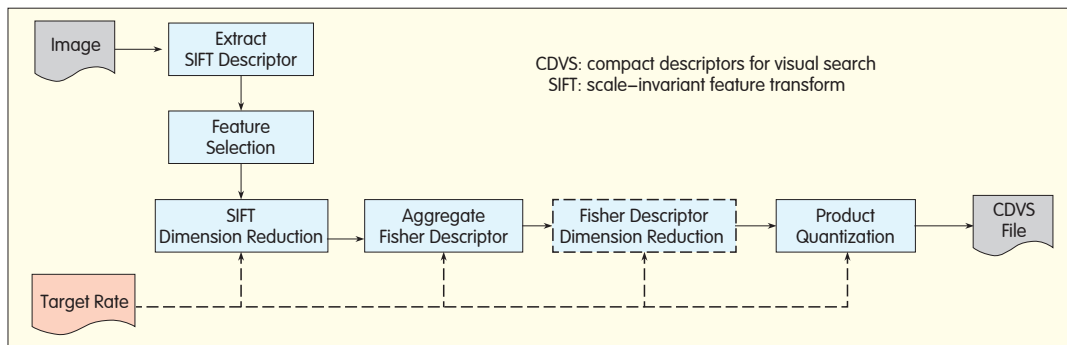 Image
Extract
SIFT Descriptor
CDVS: compact descriptors for visual search
SIFT: scale-invariant feature transform
Feature
Selection
SIFT
Dimension Reduction
Aggregate
Fisher Descriptor
Fisher Descriptor
Dimension Reduction
Product
Quantization
CDVS
File
Target Rate